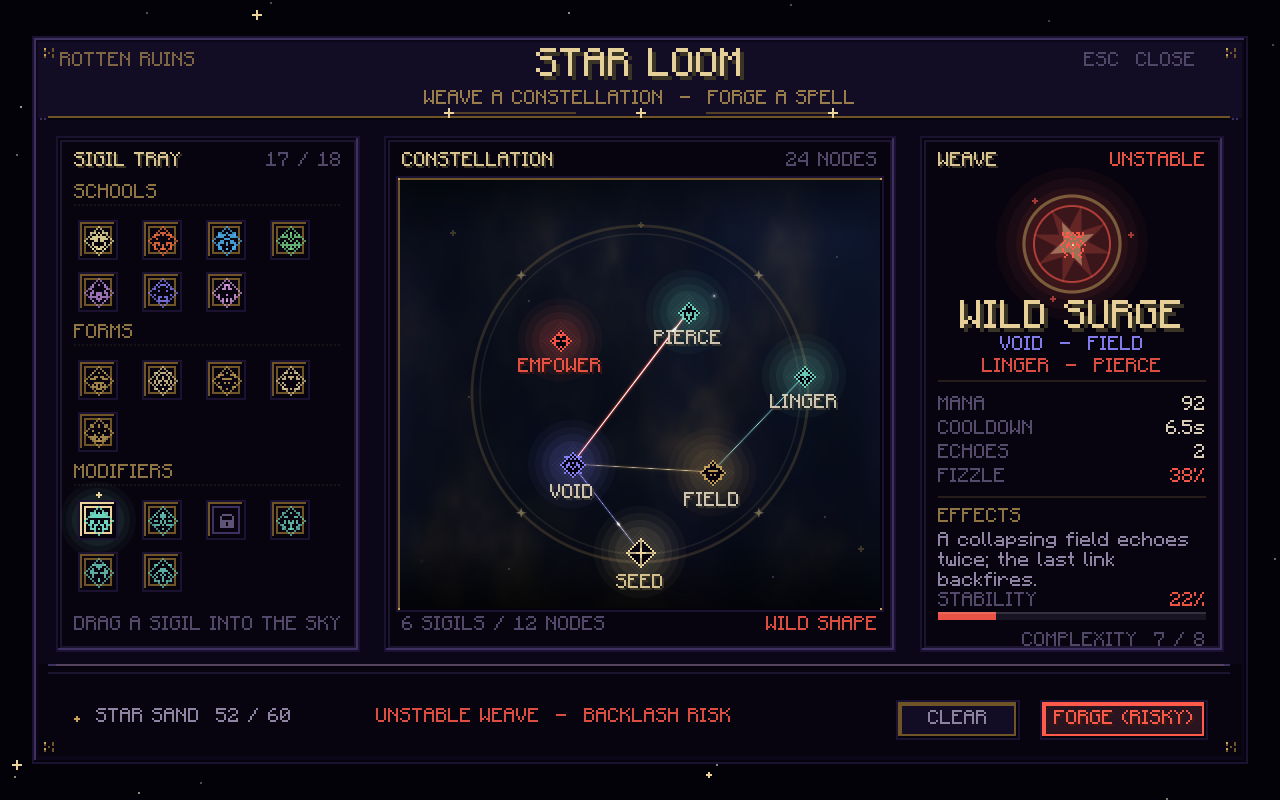 ROTTEN RUINS
STAR LOOM
ESC CLOSE
WEAVE A CONSTELLATION — FORGE A SPELL
SIGIL TRAY 17 / 18
SCHOOLS
FORMS
MODIFIERS
DRAG A SIGIL INTO THE SKY
CONSTELLATION 24 NODES
PIERCE
EMPOWER
LINGER
VOID
FIELD
SEED
6 SIGILS / 12 NODES WILD SHAPE
WEAVE UNSTABLE
WILD SURGE
VOID — FIELD
LINGER — PIERCE
MANA 92
COOLDOWN 6.5s
ECHOES 2
FIZZLE 38%
EFFECTS
A collapsing field echoes
twice; the last link
backfires.
STABILITY 22%
COMPLEXITY 7 / 8
STAR SAND 52 / 60
UNSTABLE WEAVE — BACKLASH RISK
CLEAR
FORGE (RISKY)